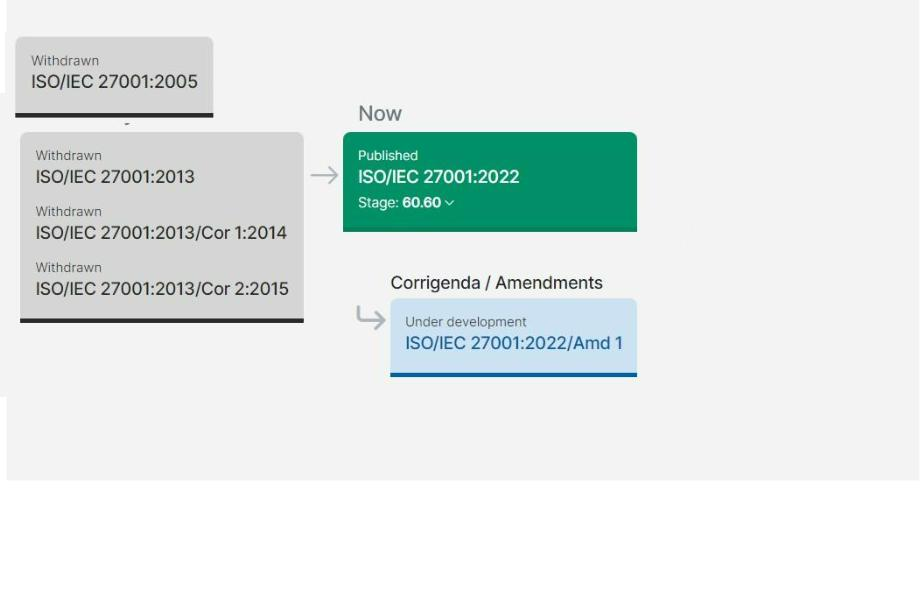 Withdrawn
ISO/IEC 27001:2005
Withdrawn
ISO/IEC 27001:2013
Withdrawn
ISO/IEC 27001:2013/Cor 1:2014
Withdrawn
ISO/IEC 27001:2013/Cor 2:2015
Now
Published
ISO/IEC 27001:2022
Stage: 60.60
Corrigenda / Amendments
Under development
ISO/IEC 27001:2022/Amd 1